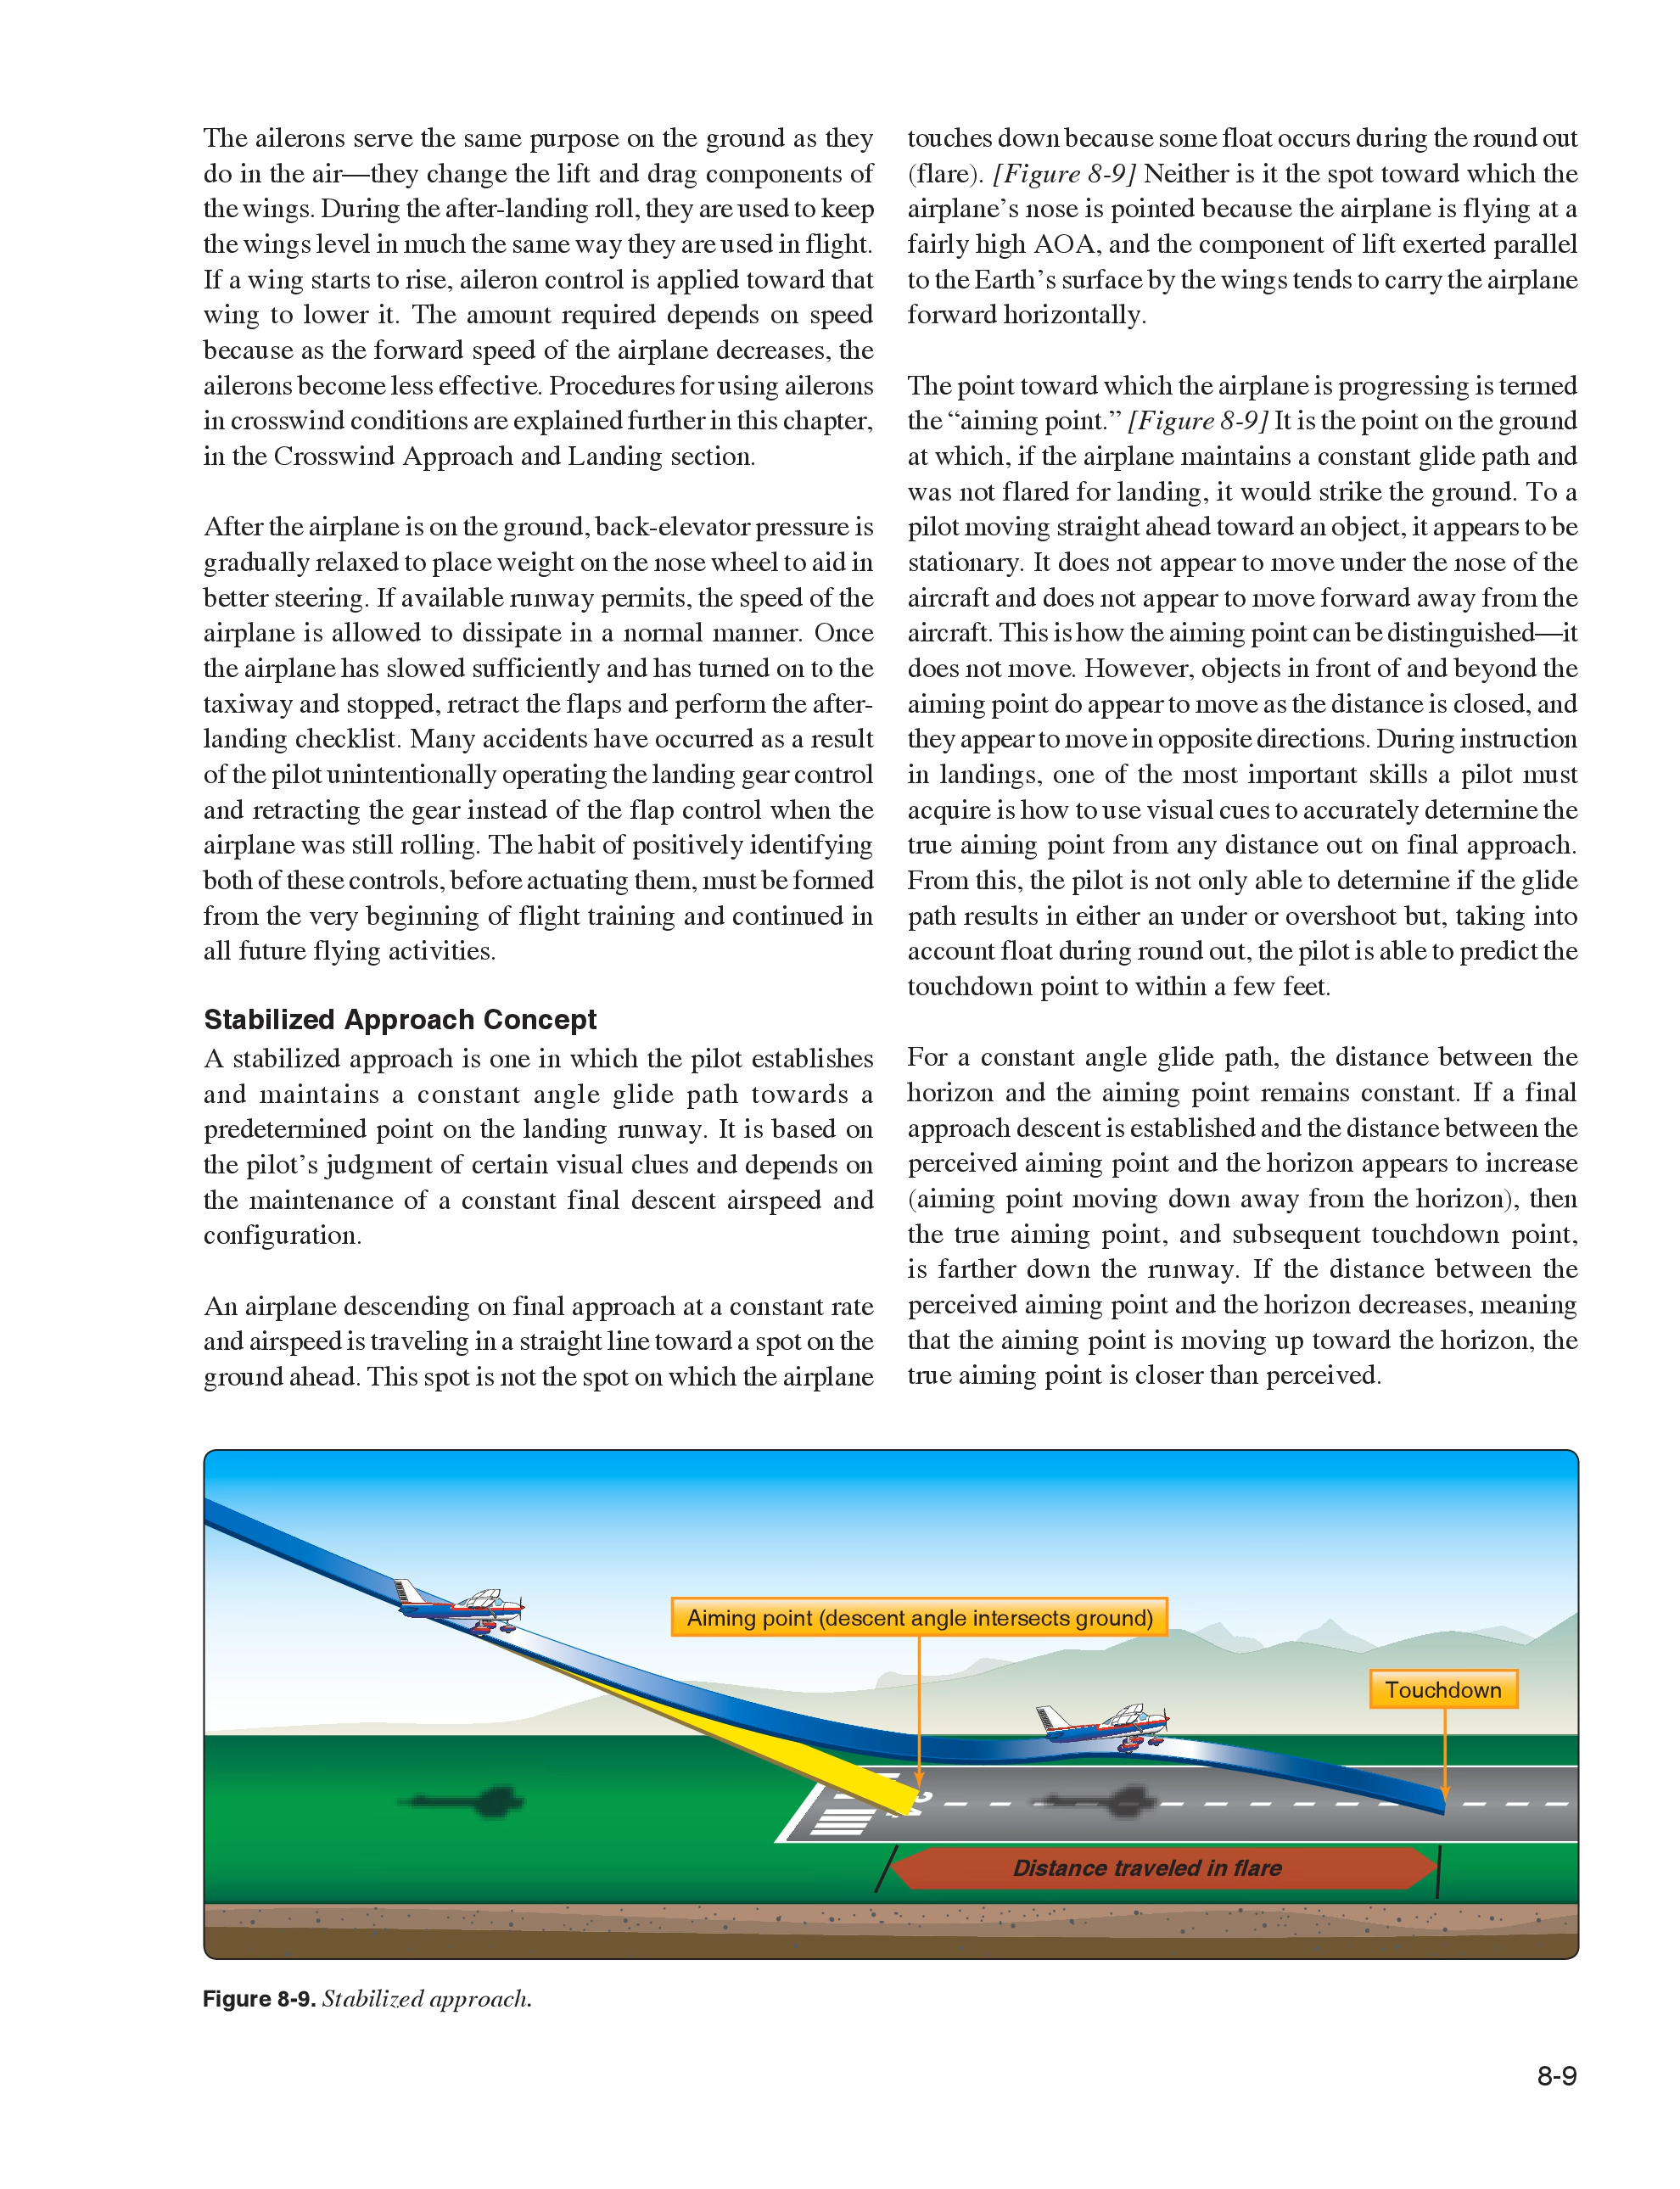 The ailerons serve the same purpose on the ground as they
do in the air—they change the lift and drag components of
the wings. During the after-landing roll, they are used to keep
the wings level in much the same way they are used in flight.
If a wing starts to rise, aileron control is applied toward that
wing to lower it. The amount required depends on speed
because as the forward speed of the airplane decreases, the
ailerons become less effective. Procedures for using ailerons
in crosswind conditions are explained further in this chapter,
in the Crosswind Approach and Landing section.
After the airplane is on the ground, back-elevator pressure is
gradually relaxed to place weight on the nose wheel to aid in
better steering. If available runway permits, the speed of the
airplane is allowed to dissipate in a normal manner. Once
the airplane has slowed sufficiently and has turned on to the
taxiway and stopped, retract the flaps and perform the after-
landing checklist. Many accidents have occurred as a result
of the pilot unintentionally operating the landing gear control
and retracting the gear instead of the flap control when the
airplane was still rolling. The habit of positively identifying
both of these controls, before actuating them, must be formed
from the very beginning of flight training and continued in
all future flying activities.
Stabilized Approach Concept
A stabilized approach is one in which the pilot establishes
and maintains a constant angle glide path towards a
predetermined point on the landing runway. It is based on
the pilot's judgment of certain visual clues and depends on
the maintenance of a constant final descent airspeed and
configuration.
An airplane descending on final approach at a constant rate
and airspeed is traveling in a straight line toward a spot on the
ground ahead. This spot is not the spot on which the airplane
touches down because some float occurs during the round out
(flare). [Figure 8-9] Neither is it the spot toward which the
airplane's nose is pointed because the airplane is flying at a
fairly high AOA, and the component of lift exerted parallel
to the Earth's surface by the wings tends to carry the airplane
forward horizontally.
The point toward which the airplane is progressing is termed
the "aiming point." [Figure 8-9] It is the point on the ground
at which, if the airplane maintains a constant glide path and
was not flared for landing, it would strike the ground. To a
pilot moving straight ahead toward an object, it appears to be
stationary. It does not appear to move under the nose of the
aircraft and does not appear to move forward away from the
aircraft. This is how the aiming point can be distinguished—it
does not move. However, objects in front of and beyond the
aiming point do appear to move as the distance is closed, and
they appear to move in opposite directions. During instruction
in landings, one of the most important skills a pilot must
acquire is how to use visual cues to accurately determine the
true aiming point from any distance out on final approach.
From this, the pilot is not only able to determine if the glide
path results in either an under or overshoot but, taking into
account float during round out, the pilot is able to predict the
touchdown point to within a few feet.
For a constant angle glide path, the distance between the
horizon and the aiming point remains constant. If a final
approach descent is established and the distance between the
perceived aiming point and the horizon appears to increase
(aiming point moving down away from the horizon), then
the true aiming point, and subsequent touchdown point,
is farther down the runway. If the distance between the
perceived aiming point and the horizon decreases, meaning
that the aiming point is moving up toward the horizon, the
true aiming point is closer than perceived.
Aiming point (descent angle intersects ground)
Touchdown
Distance traveled in flare
Figure 8-9. Stabilized approach.
8-9